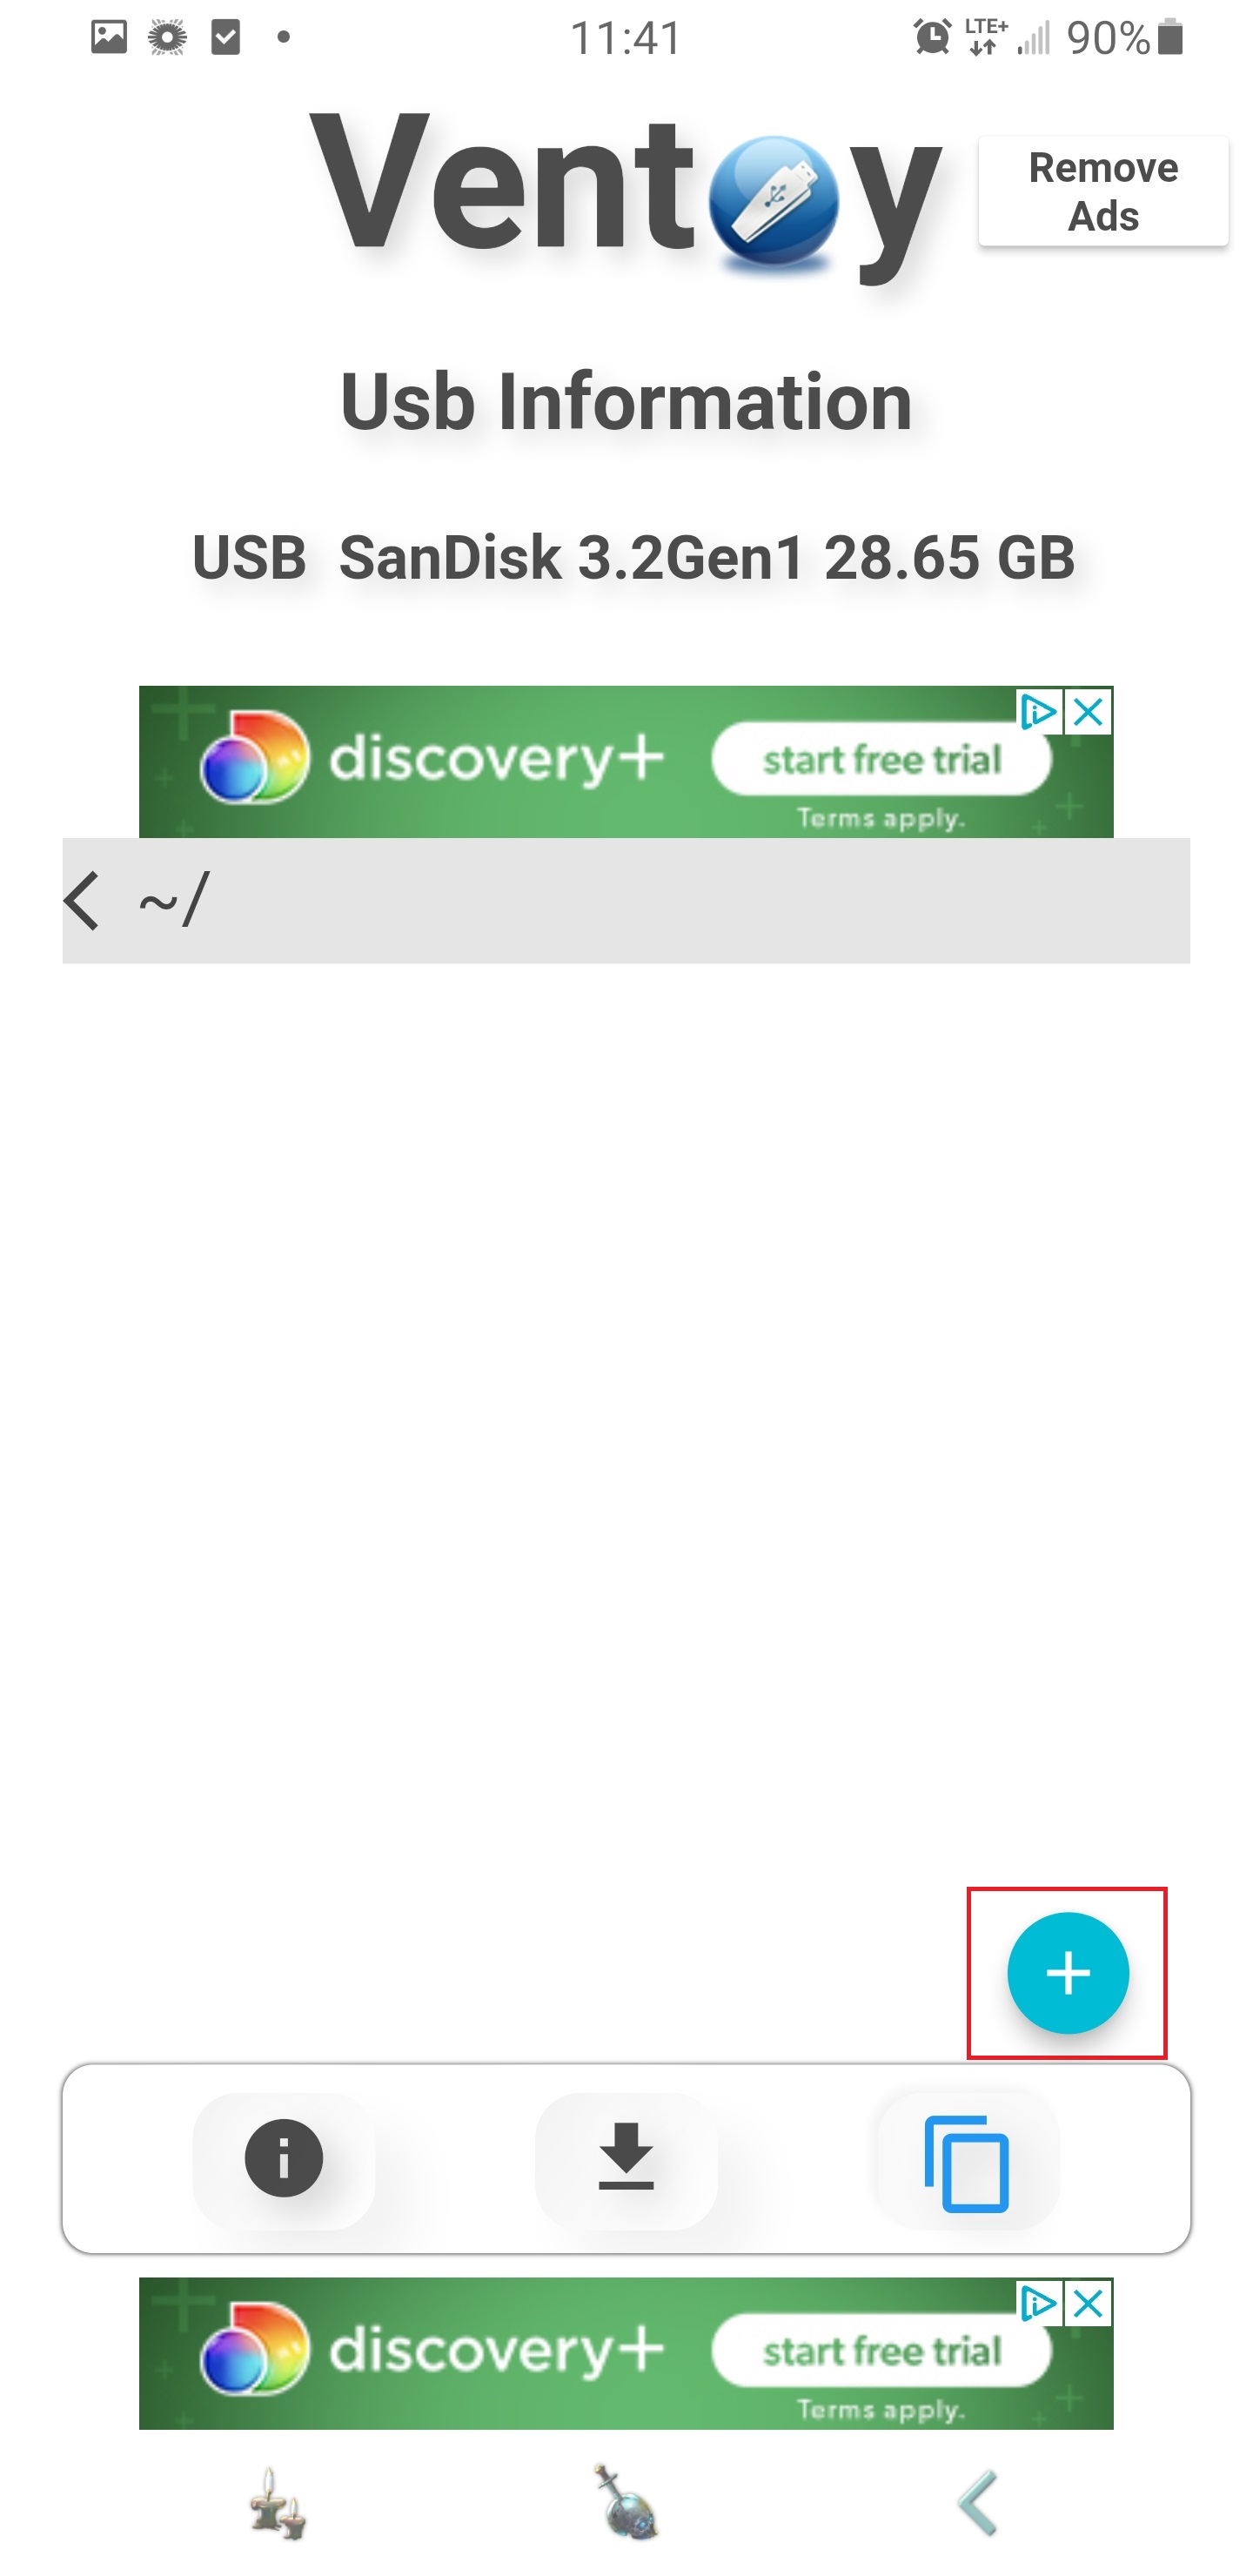 11:41
LTE+
90%
Ventoy
Remove
Ads
Usb Information
USB SanDisk 3.2Gen1 28.65 GB
discovery+
start free trial
Terms apply.
~/
discovery+
start free trial
Terms apply.